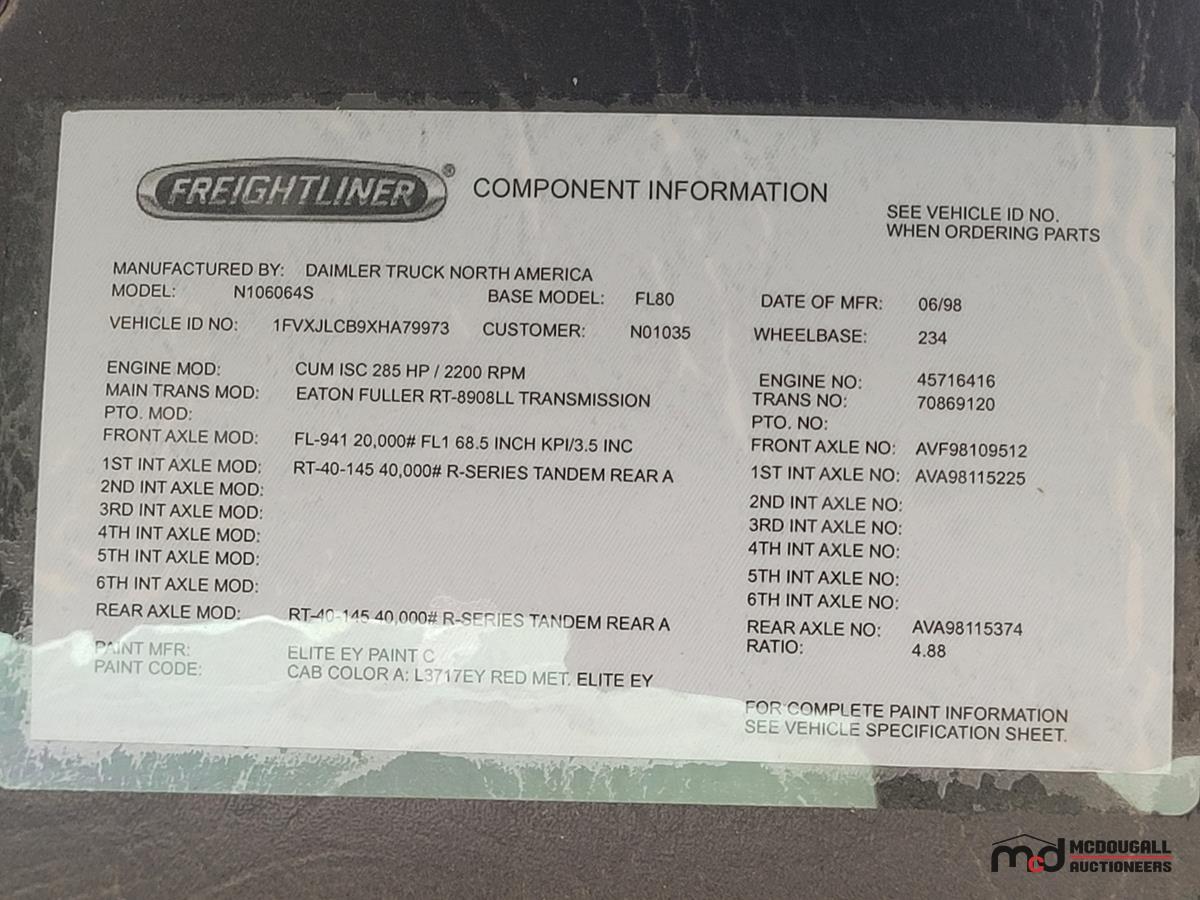 FREIGHTLINER® COMPONENT INFORMATION
SEE VEHICLE ID NO.
WHEN ORDERING PARTS
MANUFACTURED BY: DAIMLER TRUCK NORTH AMERICA
MODEL: N106064S BASE MODEL: FL80 DATE OF MFR: 06/98
VEHICLE ID NO: 1FVXJLCB9XHA79973 CUSTOMER: N01035 WHEELBASE: 234
ENGINE MOD: CUM ISC 285 HP / 2200 RPM ENGINE NO: 45716416
MAIN TRANS MOD: EATON FULLER RT-8908LL TRANSMISSION TRANS NO: 70869120
PTO. MOD: PTO. NO:
FRONT AXLE MOD: FL-941 20,000# FL1 68.5 INCH KPI/3.5 INC FRONT AXLE NO: AVF98109512
1ST INT AXLE MOD: RT-40-145 40,000# R-SERIES TANDEM REAR A 1ST INT AXLE NO: AVA98115225
2ND INT AXLE MOD: 2ND INT AXLE NO:
3RD INT AXLE MOD: 3RD INT AXLE NO:
4TH INT AXLE MOD: 4TH INT AXLE NO:
5TH INT AXLE MOD: 5TH INT AXLE NO:
6TH INT AXLE MOD: 6TH INT AXLE NO:
REAR AXLE MOD: RT-40-145 40,000# R-SERIES TANDEM REAR A REAR AXLE NO: AVA98115374
RATIO: 4.88
PAINT MFR: ELITE EY PAINT C
PAINT CODE: CAB COLOR A: L3717EY RED MET. ELITE EY
FOR COMPLETE PAINT INFORMATION
SEE VEHICLE SPECIFICATION SHEET.
mcd MCDOUGALL
AUCTIONEERS